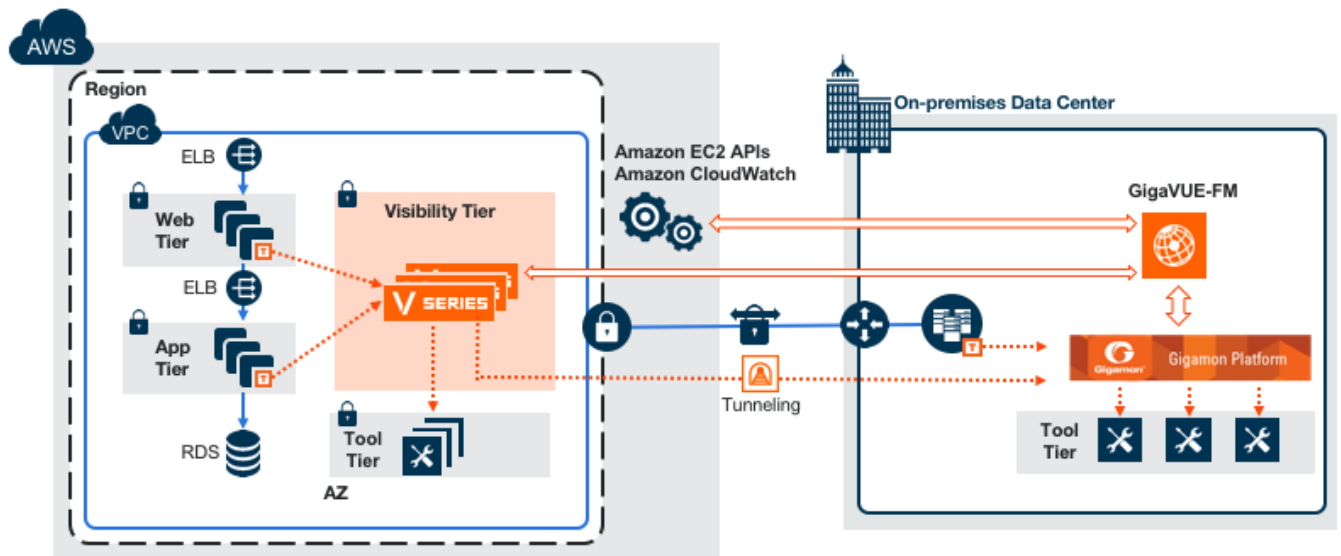 AWS
Region
VPC
ELB
Web
Tier
T
ELB
App
Tier
T
RDS
Visibility Tier
V SERIES
Tool
Tier
AZ
Amazon EC2 APIs
Amazon CloudWatch
Tunneling
On-premises Data Center
GigaVUE-FM
T
G
Gigamon®
Gigamon Platform
Tool
Tier